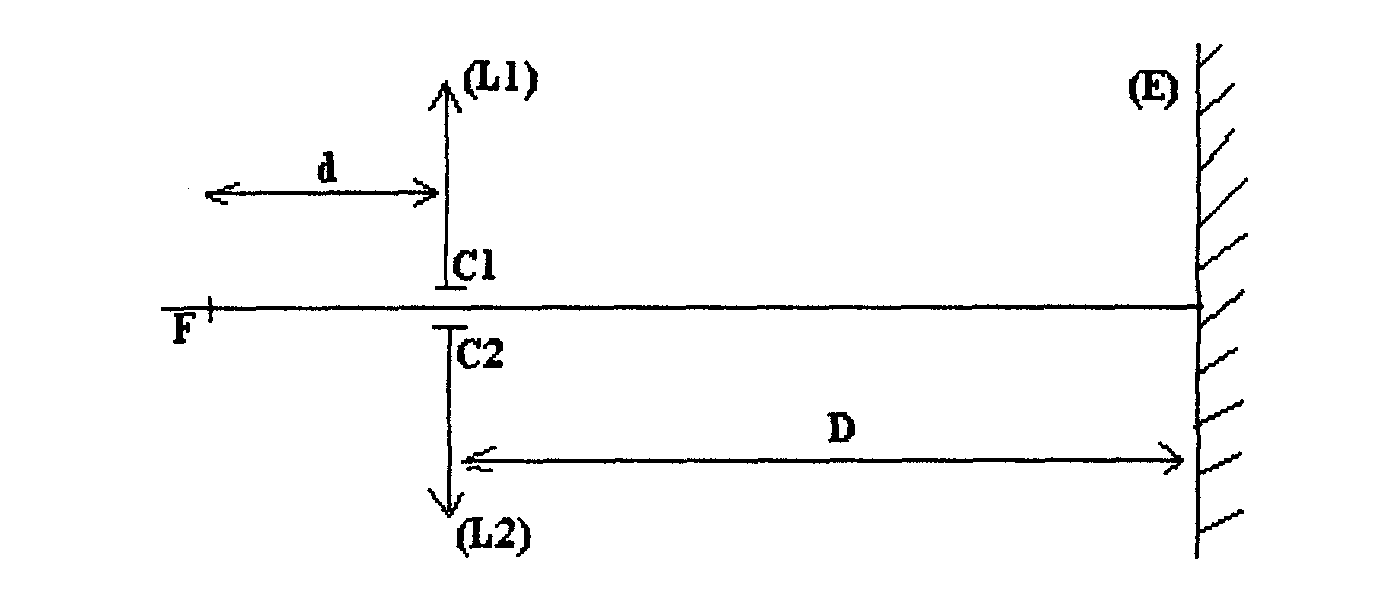 (L1)
(E)
d
C1
F
C2
D
(L2)